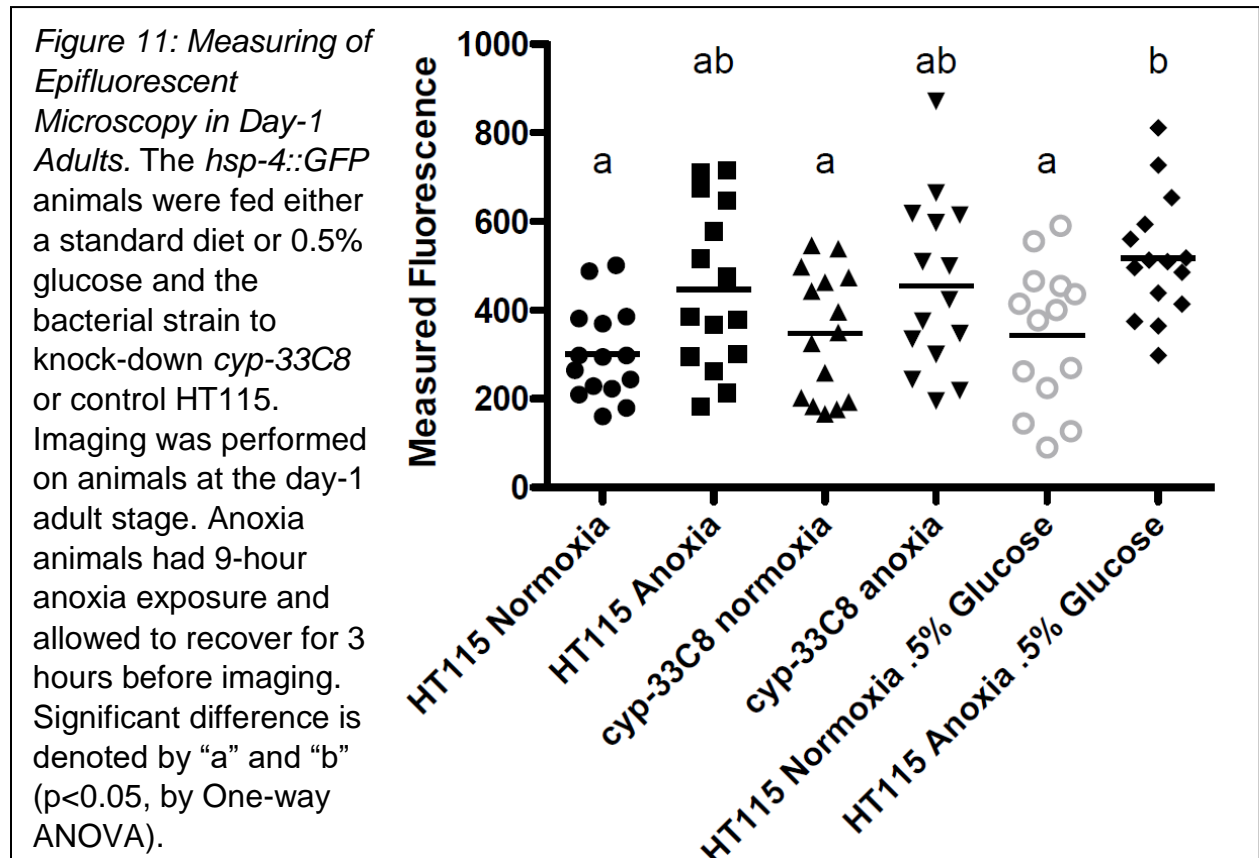 Figure 11: Measuring of
Epifluorescent
Microscopy in Day-1
Adults. The hsp-4::GFP
animals were fed either
a standard diet or 0.5%
glucose and the
bacterial strain to
knock-down cyp-33C8
or control HT115.
Imaging was performed
on animals at the day-1
adult stage. Anoxia
animals had 9-hour
anoxia exposure and
allowed to recover for 3
hours before imaging.
Significant difference is
denoted by “a” and “b”
(p<0.05, by One-way
ANOVA).
Measured Fluorescence
1000
800
600
400
200
0
a
ab
a
ab
a
b
HT115 Normoxia
HT115 Anoxia
cyp-33C8 normoxia
cyp-33C8 anoxia
HT115 Normoxia .5% Glucose
HT115 Anoxia .5% Glucose